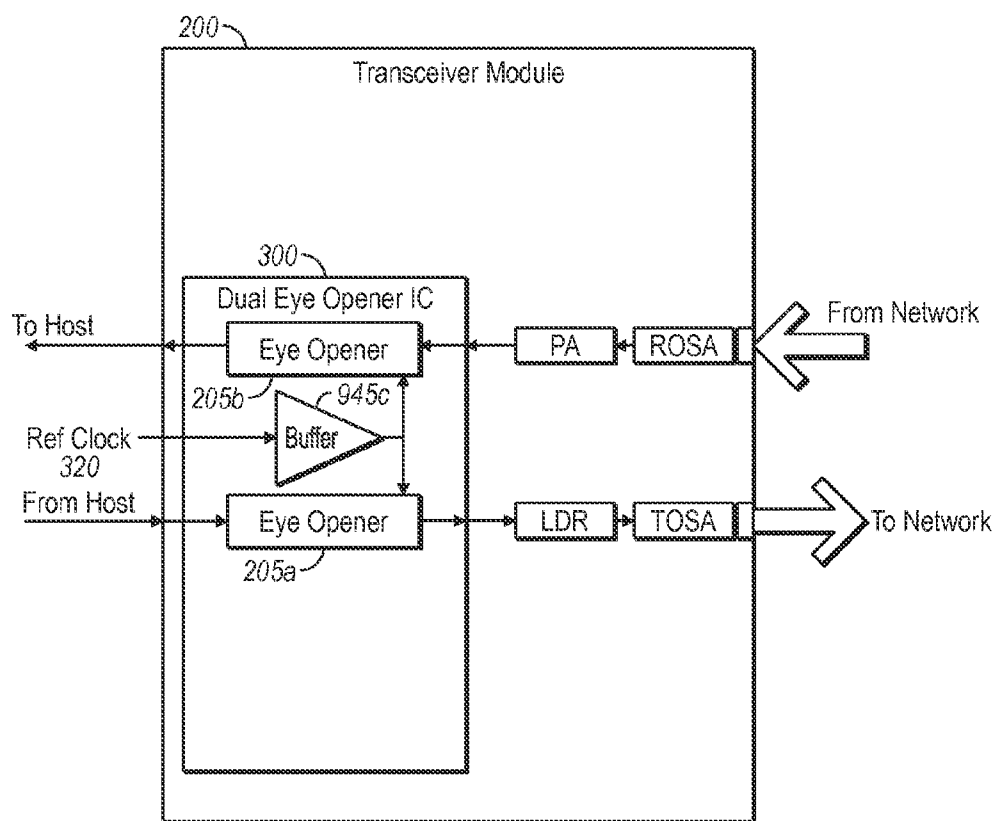 200
Transceiver Module
300
Dual Eye Opener IC
To Host
Eye Opener
PA
ROSA
From Network
205b
945c
Ref Clock
320
Buffer
From Host
Eye Opener
LDR
TOSA
To Network
205a